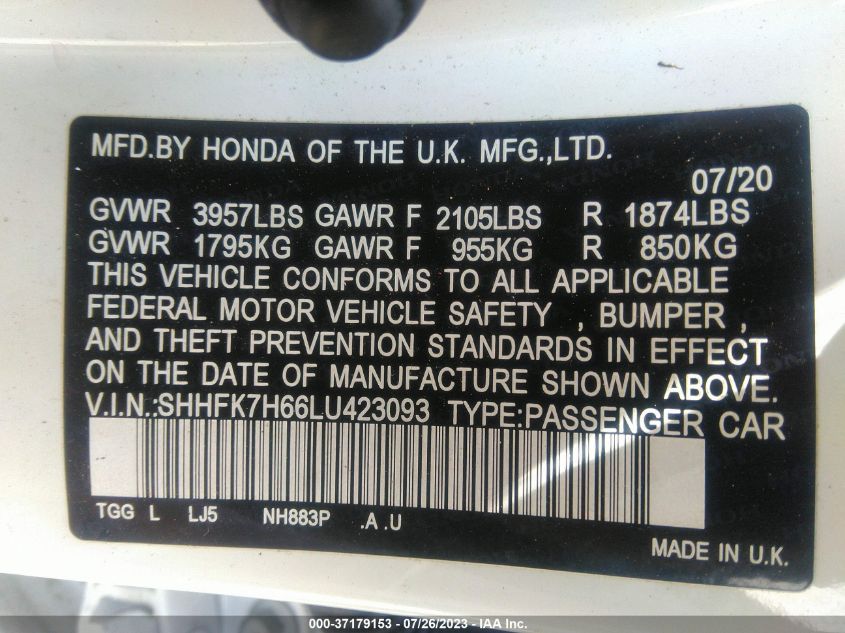 MFD.BY HONDA OF THE U.K. MFG.,LTD.
07/20
GVWR 3957LBS GAWR F 2105LBS R 1874LBS
GVWR 1795KG GAWR F 955KG R 850KG
THIS VEHICLE CONFORMS TO ALL APPLICABLE
FEDERAL MOTOR VEHICLE SAFETY , BUMPER ,
AND THEFT PREVENTION STANDARDS IN EFFECT
ON THE DATE OF MANUFACTURE SHOWN ABOVE.
V.I.N.:SHHFK7H66LU423093 TYPE:PASSENGER CAR
TGG L LJ5 NH883P .A .U
MADE IN U.K.
000-37179153 - 07/26/2023 - IAA Inc.